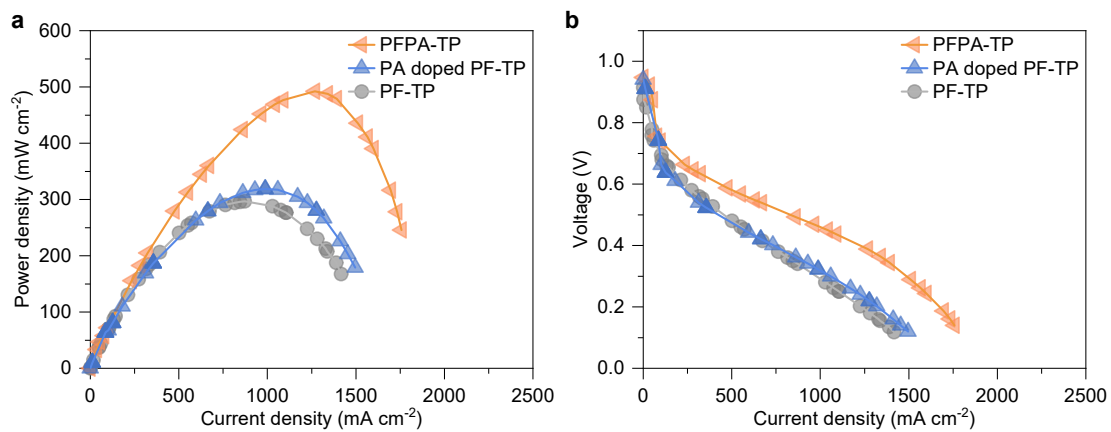 a
600
500
400
300
200
100
0
Power density (mW cm⁻²)
PFPA-TP
PA doped PF-TP
PF-TP
0 500 1000 1500 2000 2500
Current density (mA cm⁻²)
b
1.0
0.8
0.6
0.4
0.2
0.0
Voltage (V)
PFPA-TP
PA doped PF-TP
PF-TP
0 500 1000 1500 2000 2500
Current density (mA cm⁻²)